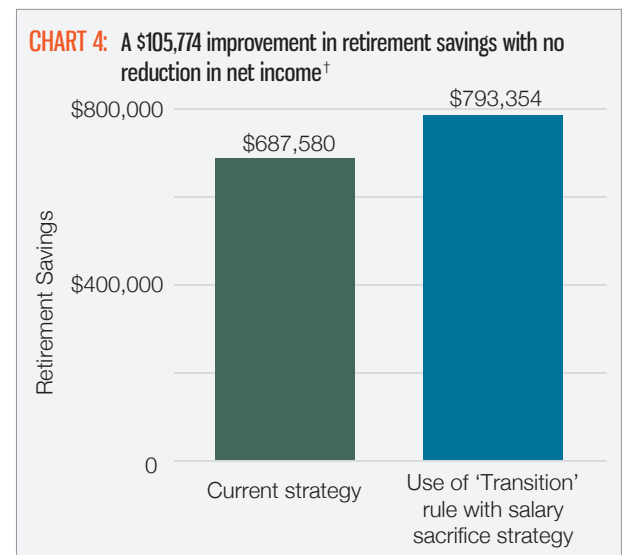 CHART 4: A $105,774 improvement in retirement savings with no
reduction in net income†
$800,000
$793,354
$687,580
Retirement Savings
$400,000
0
Current strategy
Use of ‘Transition’
rule with salary
sacrifice strategy